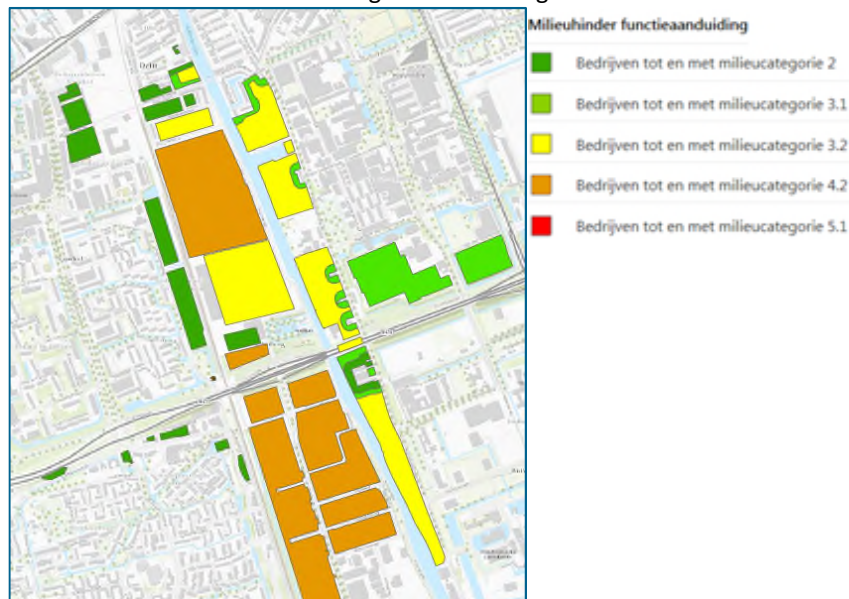 Milieuhinder functieaanduiding
Bedrijven tot en met milieucategorie 2
Bedrijven tot en met milieucategorie 3.1
Bedrijven tot en met milieucategorie 3.2
Bedrijven tot en met milieucategorie 4.2
Bedrijven tot en met milieucategorie 5.1
Delft